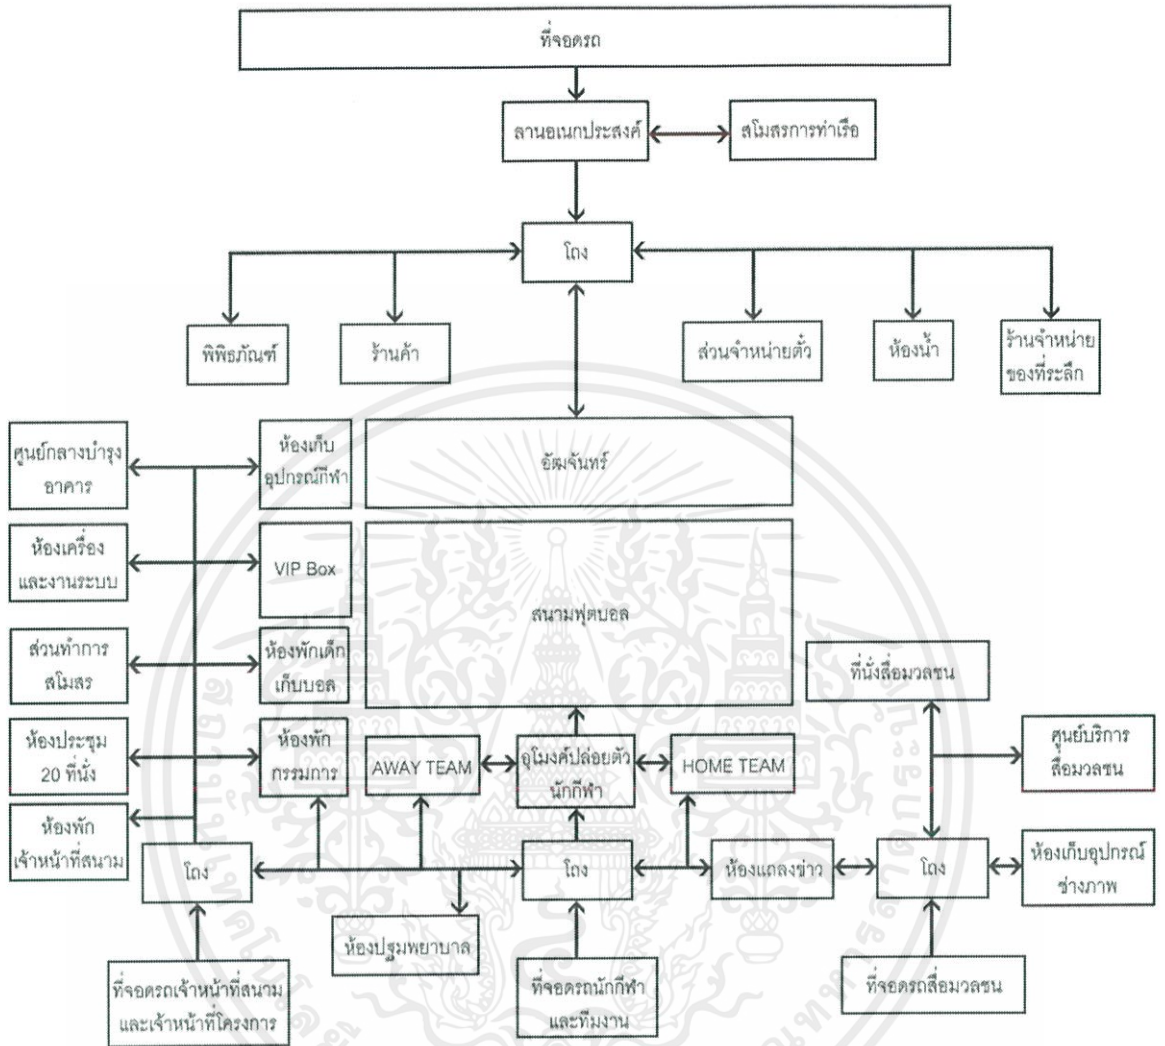 ที่จอดรถ
ลานอเนกประสงค์
สโมสรการท่าเรือ
โถง
พิพิธภัณฑ์
ร้านค้า
ส่วนจำหน่ายตั๋ว
ห้องน้ำ
ร้านจำหน่าย
ของที่ระลึก
ศูนย์กลางบำรุง
อาคาร
ห้องเก็บ
อุปกรณ์กีฬา
อัฒจันทร์
ห้องเครื่อง
และงานระบบ
VIP Box
สนามฟุตบอล
ส่วนทำการ
สโมสร
ห้องพักเด็ก
เก็บบอล
ที่นั่งสื่อมวลชน
ห้องประชุม
20 ที่นั่ง
ห้องพัก
กรรมการ
AWAY TEAM
อุโมงค์ปล่อยตัว
นักกีฬา
HOME TEAM
ศูนย์บริการ
สื่อมวลชน
ห้องพัก
เจ้าหน้าที่สนาม
โถง
โถง
ห้องแถลงข่าว
โถง
ห้องเก็บอุปกรณ์
ช่างภาพ
ห้องปฐมพยาบาล
ที่จอดรถเจ้าหน้าที่สนาม
และเจ้าหน้าที่โครงการ
ที่จอดรถนักกีฬา
และทีมงาน
ที่จอดรถสื่อมวลชน